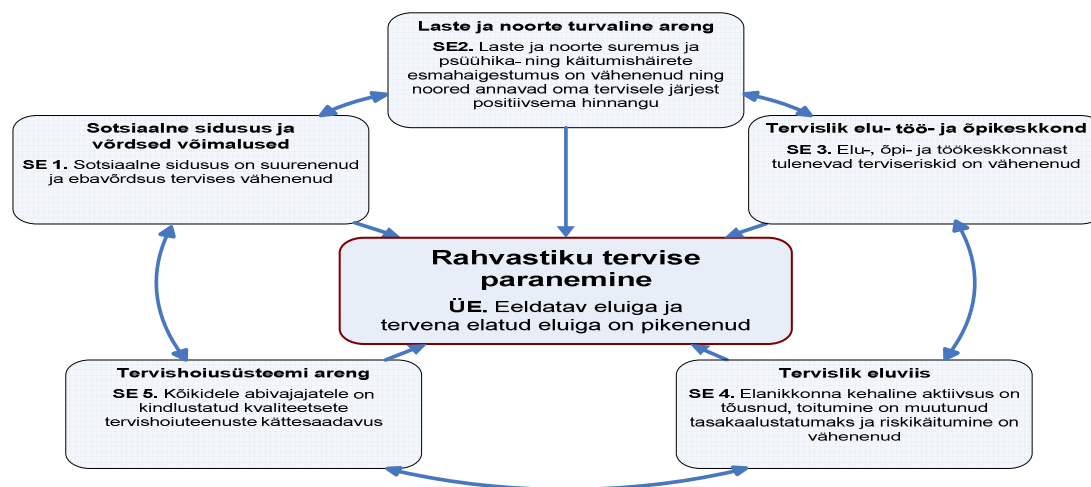 Laste ja noorte turvaline areng
SE2. Laste ja noorte suremus ja
psüühika- ning käitumishäirete
esmahaigestumus on vähenenud ning
noored annavad oma tervisele järjest
positiivsema hinnangu
Sotsiaalne sidusus ja
võrdsed võimalused
SE 1. Sotsiaalne sidusus on suurenenud
ja ebavõrdsus tervises vähenenud
Tervislik elu- töö- ja õpikeskkond
SE 3. Elu-, õpi- ja töökeskkonnast
tulenevad terviseriskid on vähenenud
Rahvastiku tervise
paranemine
ÜE. Eeldatav eluiga ja
tervena elatud eluiga on pikenenud
Tervishoiusüsteemi areng
SE 5. Kõikidele abivajajatele on
kindlustatud kvaliteetsete
tervishoiuteenuste kättesaadavus
Tervislik eluviis
SE 4. Elanikkonna kehaline aktiivsus on
tõusnud, toitumine on muutunud
tasakaalustatumaks ja riskikäitumine on
vähenenud